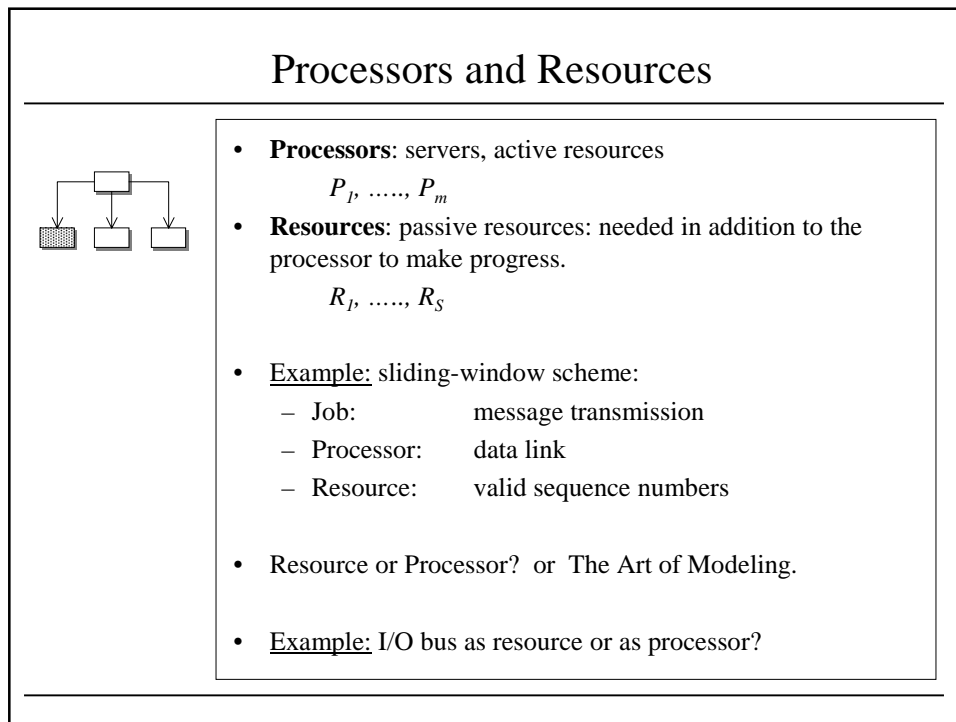 Processors and Resources
• Processors: servers, active resources
P1, ….., Pm
• Resources: passive resources: needed in addition to the
processor to make progress.
R1, ….., RS
• Example: sliding-window scheme:
– Job: message transmission
– Processor: data link
– Resource: valid sequence numbers
• Resource or Processor? or The Art of Modeling.
• Example: I/O bus as resource or as processor?